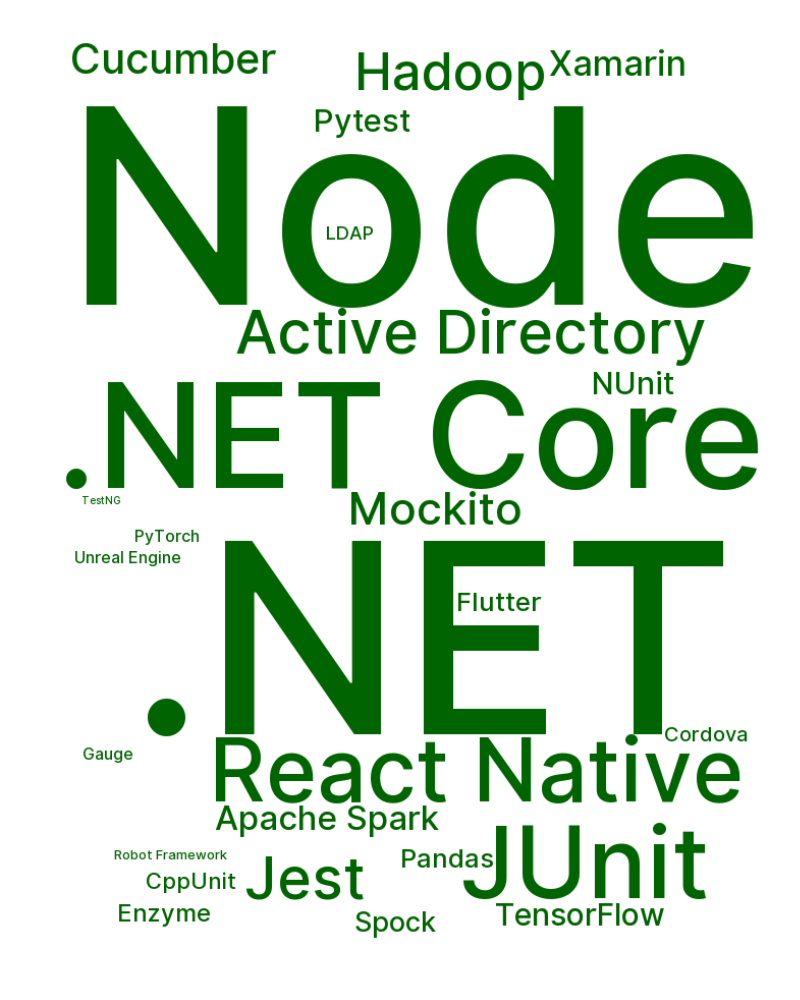 Cucumber
Hadoop
Xamarin
Pytest
Node
LDAP
Active Directory
NUnit
.NET Core
TestNG
Mockito
PyTorch
Unreal Engine
.NET
Flutter
Cordova
Gauge
React Native
Apache Spark
JUnit
Robot Framework
Pandas
Jest
CppUnit
Enzyme
TensorFlow
Spock